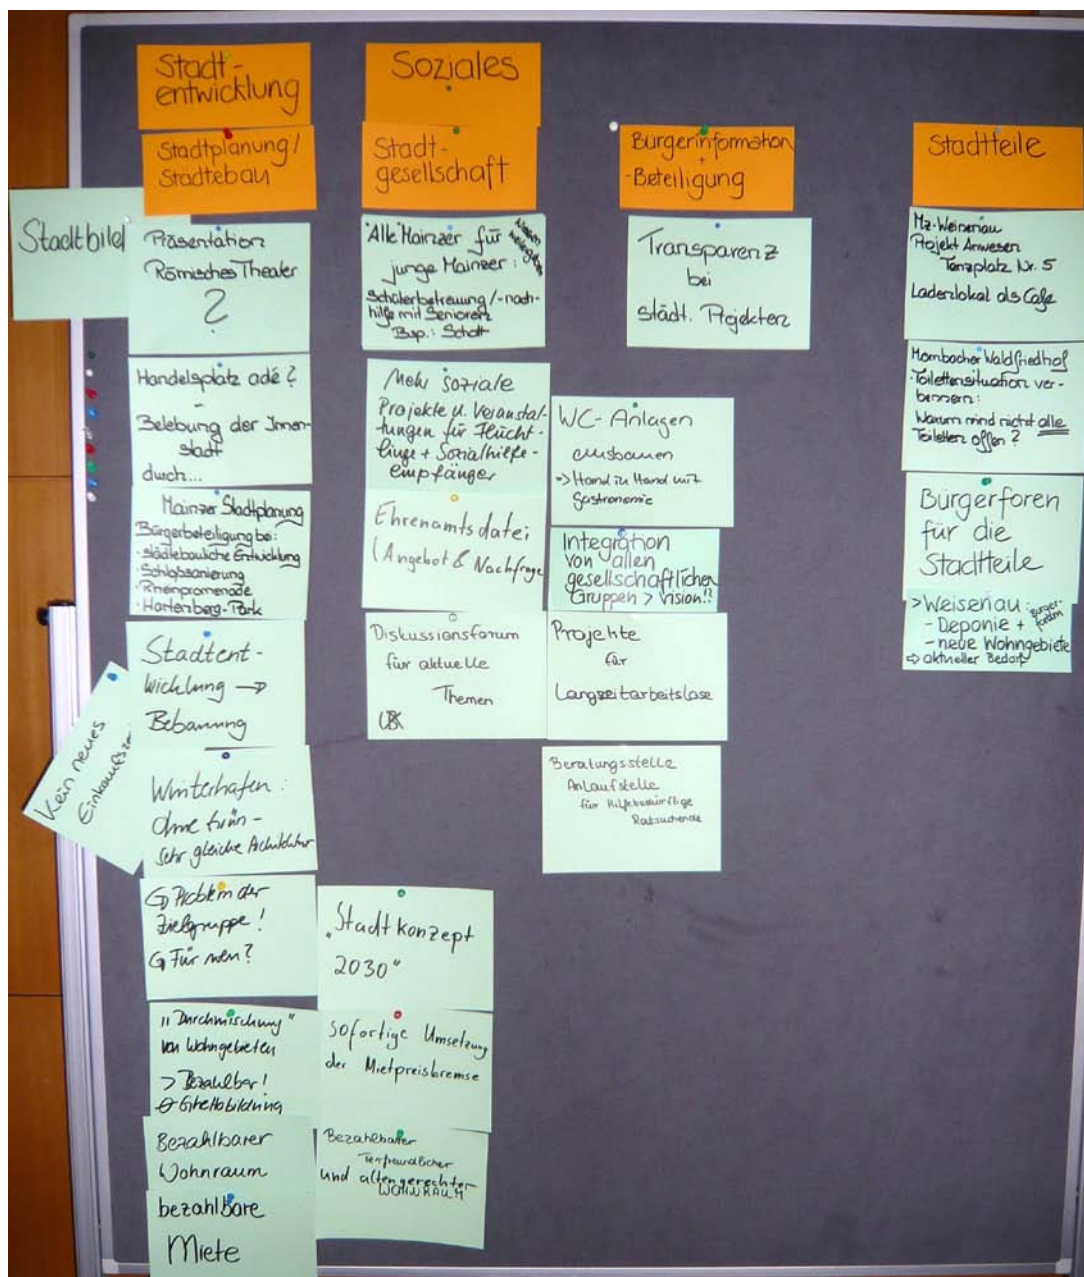 Stadt-
entwicklung
Stadtplanung/
Städtebau
Stadtbild
Präsentation
Römisches Theater
?
Handelsplatz adé?
-
Belebung der Innen-
stadt
durch...
Mainzer Stadtplanung
Bürgerbeteiligung bei:
• städtebauliche Entwicklung
• Schloßsanierung
• Rheinpromenade
• Hartenberg-Park
Stadtent-
wicklung →
Bebauung
Kein neues
Winterhafen:
Ohne Grün -
Sehr gleiche Architektur
Problem der
Zielgruppe!
Für wen?
„Durchmischung"
von Wohngebieten
> Bezahlbar!
Ghettobildung
Bezahlbarer
Wohnraum
bezahlbare
Miete
„Stadtkonzept
2030"
Sofortige Umsetzung
der Mietpreisbremse
Bezahlbarer
und altengerechter
WOHNRAUM
Soziales
Stadt-
gesellschaft
"Alle" Mainzer für
junge Mainzer:
Schülerbetreuung/-nach-
hilfe mit Senioren
Bsp.: Schott
Mehr soziale
Projekte u. Veranstal-
tungen für Flücht-
linge + Sozialhilfe-
empfänger
Ehrenamtsdatei
(Angebot & Nachfrage
Diskussionsforum
für aktuelle
Themen
WC-Anlagen
ausbauen
-> Hand in Hand mit
Gastronomie
Integration
von allen
gesellschaftlichen
Gruppen > Vision!?
Projekte
für
Langzeitarbeitslose
Beratungsstelle
Anlaufstelle
für Hilfebedürftige
Ratsuchende
Bürgerinformation
+
-Beteiligung
Transparenz
bei
städt. Projekten
Stadtteile
Mz-Weisenau
Projekt Anwesen
Tanzplatz Nr. 5
Ladenlokal als Cafe
Mombacher Waldfriedhof
• Toilettensituation ver-
bessern:
Warum sind nicht alle
Toiletten offen?
Bürgerforen
für die
Stadtteile
> Weisenau:
- Deponie +
- neue Wohngebiete
⇨ aktueller Bedarf